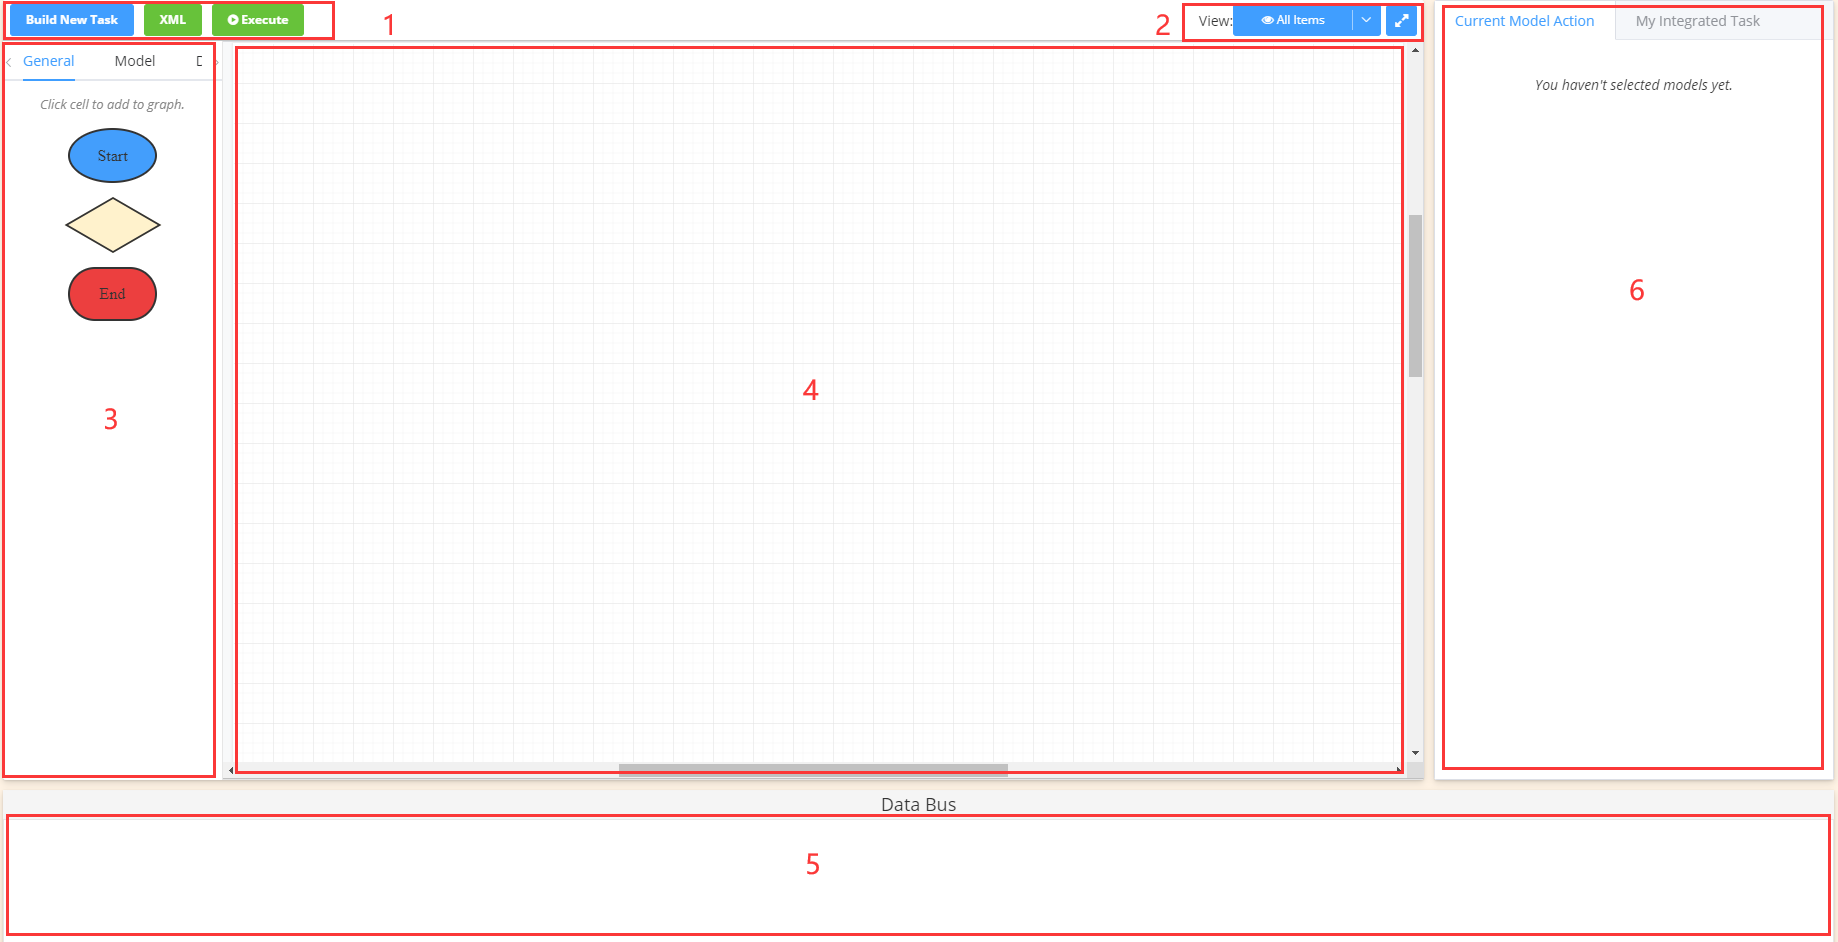 Build New Task XML Execute 1 2 View: All Items
Current Model Action My Integrated Task
General Model
Click cell to add to graph.
You haven't selected models yet.
Start
End
3
4
6
Data Bus
5